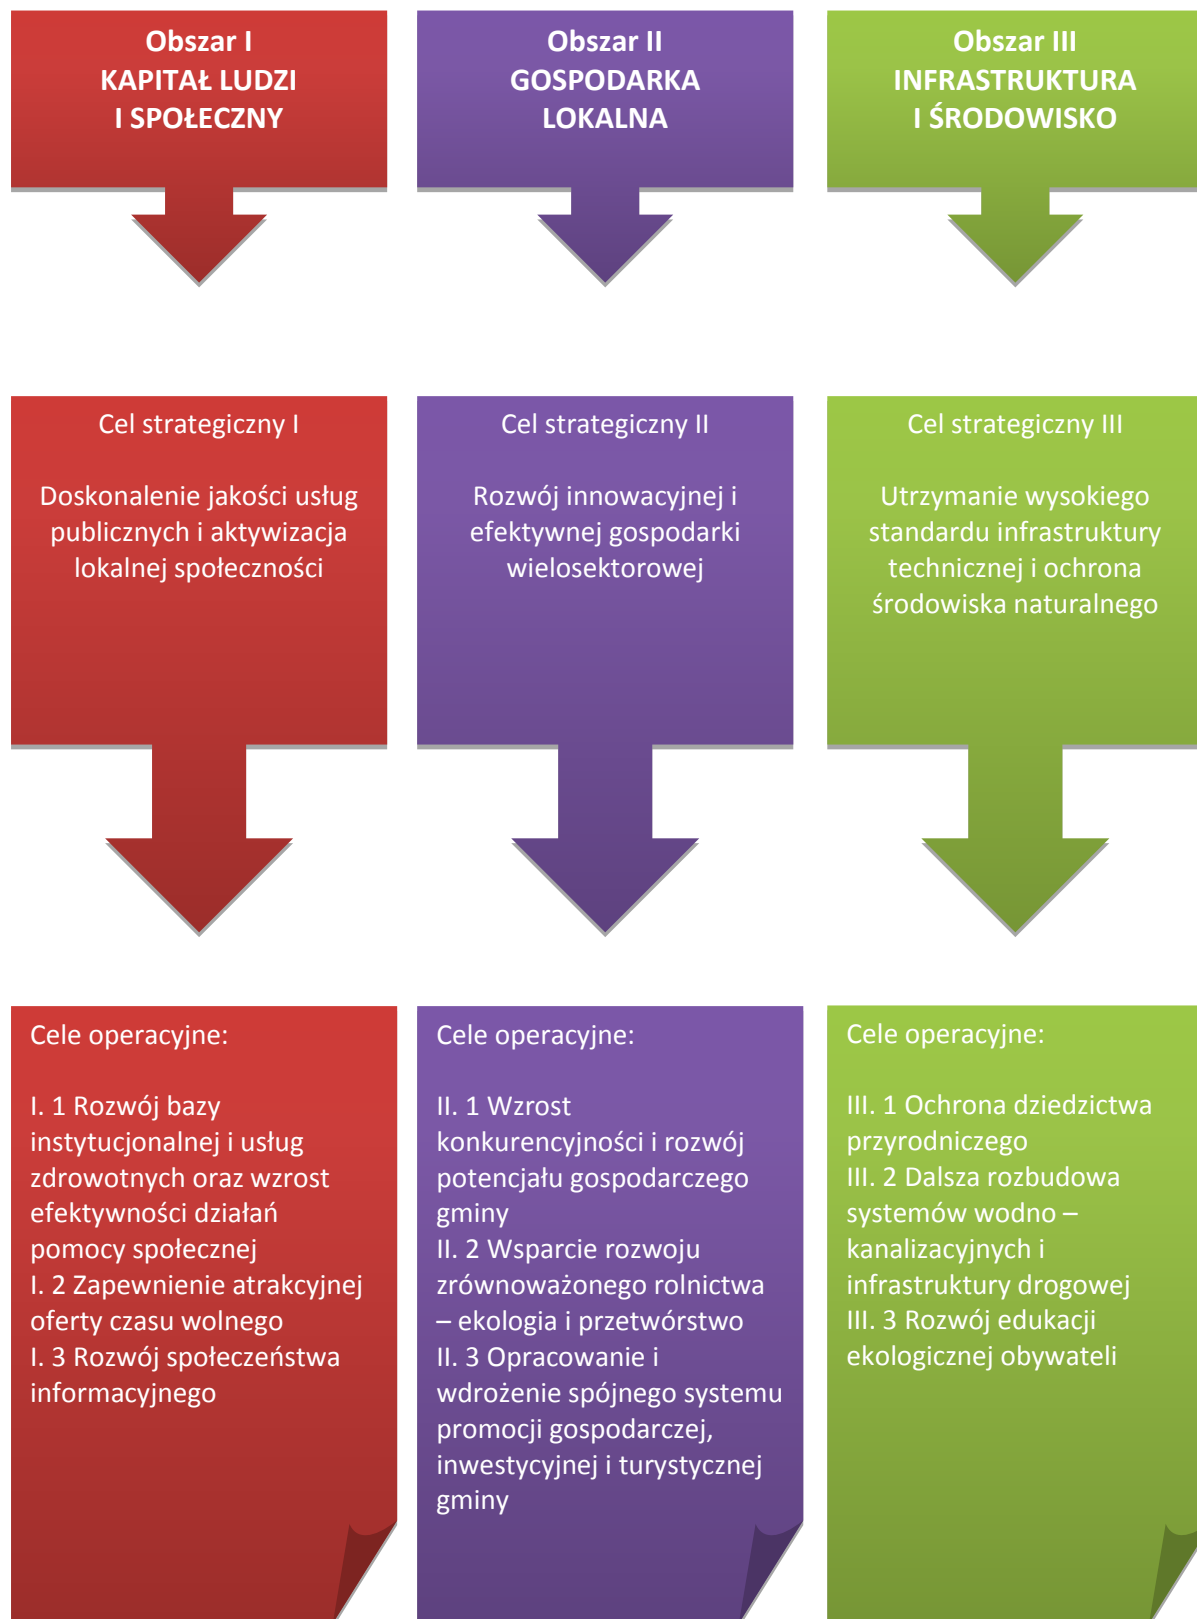 Obszar I
KAPITAŁ LUDZI
I SPOŁECZNY
Obszar II
GOSPODARKA
LOKALNA
Obszar III
INFRASTRUKTURA
I ŚRODOWISKO
Cel strategiczny I
Doskonalenie jakości usług
publicznych i aktywizacja
lokalnej społeczności
Cel strategiczny II
Rozwój innowacyjnej i
efektywnej gospodarki
wielosektorowej
Cel strategiczny III
Utrzymanie wysokiego
standardu infrastruktury
technicznej i ochrona
środowiska naturalnego
Cele operacyjne:
I. 1 Rozwój bazy
instytucjonalnej i usług
zdrowotnych oraz wzrost
efektywności działań
pomocy społecznej
I. 2 Zapewnienie atrakcyjnej
oferty czasu wolnego
I. 3 Rozwój społeczeństwa
informacyjnego
Cele operacyjne:
II. 1 Wzrost
konkurencyjności i rozwój
potencjału gospodarczego
gminy
II. 2 Wsparcie rozwoju
zrównoważonego rolnictwa
– ekologia i przetwórstwo
II. 3 Opracowanie i
wdrożenie spójnego systemu
promocji gospodarczej,
inwestycyjnej i turystycznej
gminy
Cele operacyjne:
III. 1 Ochrona dziedzictwa
przyrodniczego
III. 2 Dalsza rozbudowa
systemów wodno –
kanalizacyjnych i
infrastruktury drogowej
III. 3 Rozwój edukacji
ekologicznej obywateli